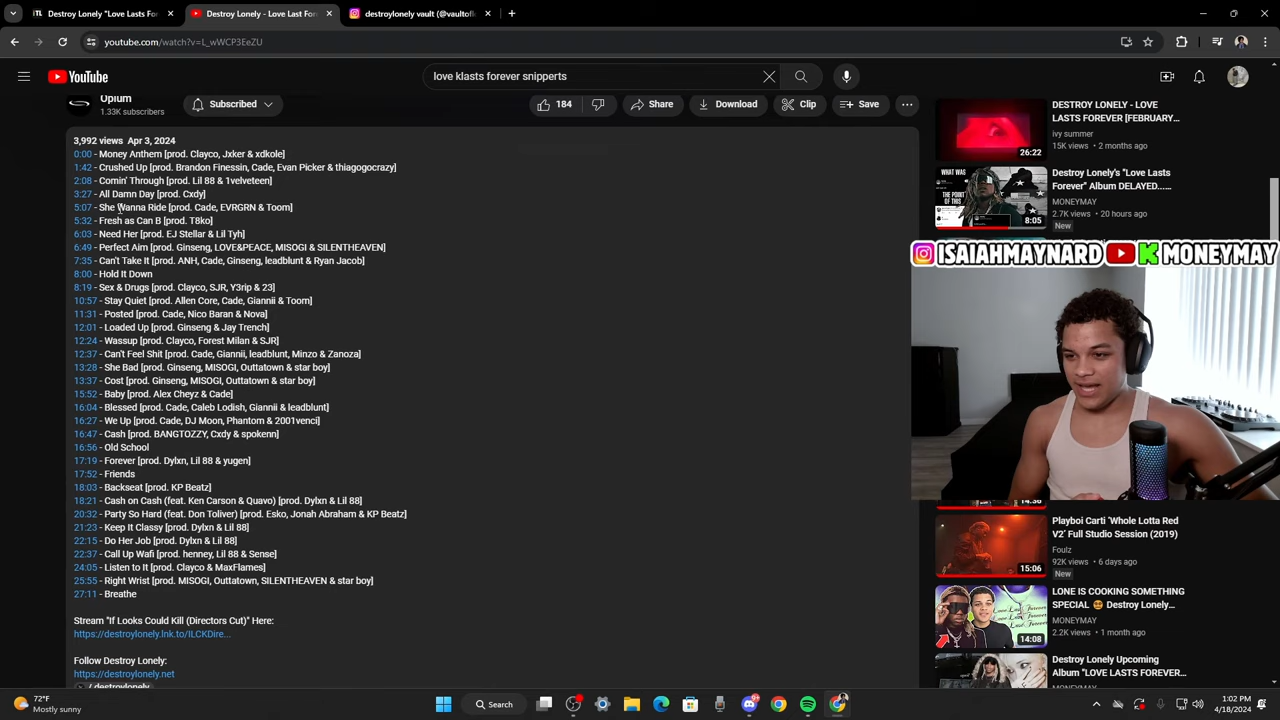 Destroy Lonely "Love Lasts For
Destroy Lonely - Love Last For
destroylonely vault (@vaultofl
youtube.com/watch?v=L_wWCP3EeZU
YouTube
love klasts forever snipperts
Opium
1.33K subscribers
Subscribed
184
Share
Download
Save
3,992 views Apr 3, 2024
0:00 - Money Anthem [prod. Clayco, Jxker & xdkole]
1:42 - Crushed Up [prod. Brandon Finessin, Cade, Evan Picker & thiagogocrazy]
2:08 - Comin' Through [prod. Lil 88 & 1velveteen]
3:27 - All Damn Day [prod. Cxdy]
5:07 - She Wanna Ride [prod. Cade, EVRGRN & Toom]
5:32 - Fresh as Can B [prod. T8ko]
6:03 - Need Her [prod. EJ Stellar & Lil Tyh]
6:49 - Perfect Aim [prod. Ginseng, LOVE&PEACE, MISOGI & SILENTHEAVEN]
7:35 - Can't Take It [prod. ANH, Cade, Ginseng, leadblunt & Ryan Jacob]
8:00 - Hold It Down
8:19 - Sex & Drugs [prod. Clayco, SJR, Y3rip & 23]
10:57 - Stay Quiet [prod. Allen Core, Cade, Giannii & Toom]
11:31 - Posted [prod. Cade, Nico Baran & Nova]
12:01 - Loaded Up [prod. Ginseng & Jay Trench]
12:24 - Wassup [prod. Clayco, Forest Milan & SJR]
12:37 - Can't Feel Shit [prod. Cade, Giannii, leadblunt, Minzo & Zanoza]
13:28 - She Bad [prod. Ginseng, MISOGI, Outtatown & star boy]
13:37 - Cost [prod. Ginseng, MISOGI, Outtatown & star boy]
15:52 - Baby [prod. Alex Cheyz & Cade]
16:04 - Blessed [prod. Cade, Caleb Lodish, Giannii & leadblunt]
16:27 - We Up [prod. Cade, DJ Moon, Phantom & 2001venci]
16:47 - Cash [prod. BANGTOZZY, Cxdy & spokenn]
16:56 - Old School
17:19 - Forever [prod. Dylxn, Lil 88 & yugen]
17:52 - Friends
18:03 - Backseat [prod. KP Beatz]
18:21 - Cash on Cash (feat. Ken Carson & Quavo) [prod. Dylxn & Lil 88]
20:32 - Party So Hard (feat. Don Toliver) [prod. Esko, Jonah Abraham & KP Beatz]
21:23 - Keep It Classy [prod. Dylxn & Lil 88]
22:15 - Do Her Job [prod. Dylxn & Lil 88]
22:37 - Call Up Wafi [prod. henney, Lil 88 & Sense]
24:05 - Listen to It [prod. Clayco & MaxFlames]
25:55 - Right Wrist [prod. MISOGI, Outtatown, SILENTHEAVEN & star boy]
27:11 - Breathe
Stream "If Looks Could Kill (Directors Cut)" Here:
https://destroylonely.lnk.to/ILCKDire...
Follow Destroy Lonely:
https://destroylonely.net
/ destroylonely
DESTROY LONELY - LOVE
LASTS FOREVER [FEBRUARY...
ivy summer
15K views • 2 months ago
26:22
Destroy Lonely's "Love Lasts
Forever" Album DELAYED...
MONEYMAY
2.7K views • 20 hours ago
New
WHAT WAS
THE POINT
OF THIS
8:05
ISAIAHMAYNARD MONEYMAY
14:36
Playboi Carti 'Whole Lotta Red
V2' Full Studio Session (2019)
Foulz
92K views • 6 days ago
New
15:06
LONE IS COOKING SOMETHING
SPECIAL Destroy Lonely...
MONEYMAY
2.2K views • 1 month ago
14:08
Destroy Lonely Upcoming
Album "LOVE LASTS FOREVER"
MONEYMAY
72°F
Mostly sunny
Search
1:02 PM
4/18/2024